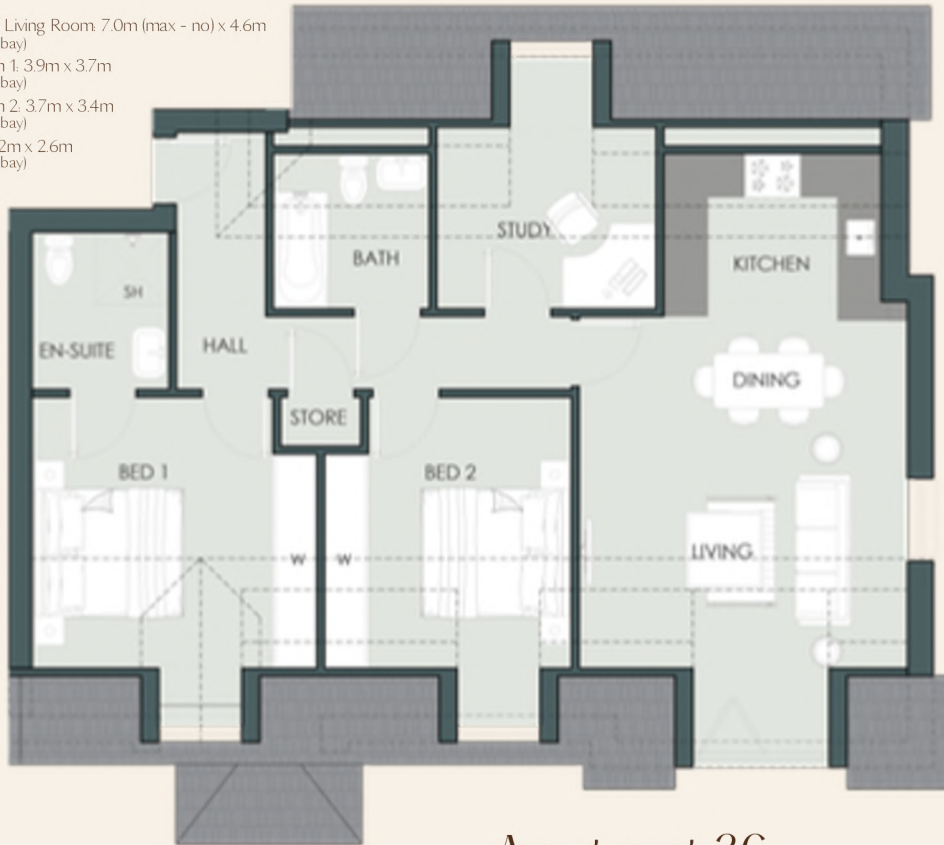 Living Room: 7.0m (max - no) x 4.6m
bay)
1: 3.9m x 3.7m
bay)
2: 3.7m x 3.4m
bay)
2m x 2.6m
bay)
STUDY
BATH
KITCHEN
SH
EN-SUITE
HALL
DINING
STORE
BED 1
BED 2
W
W
LIVING